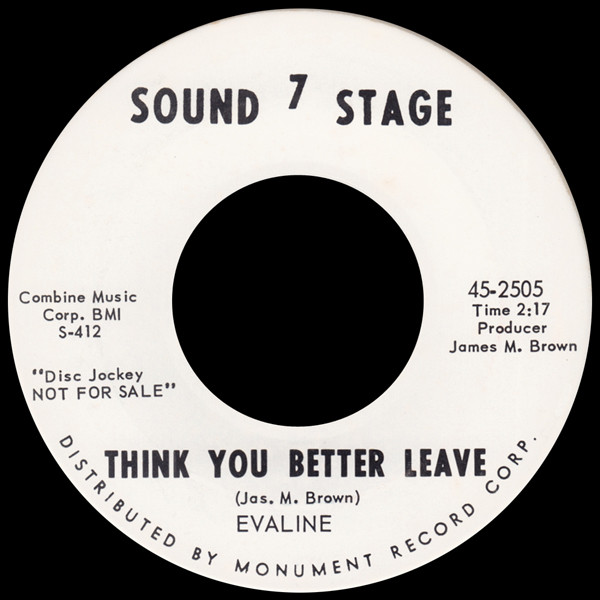 SOUND 7 STAGE
Combine Music
Corp. BMI
S-412
"Disc Jockey
NOT FOR SALE"
45-2505
Time 2:17
Producer
James M. Brown
THINK YOU BETTER LEAVE
(Jas. M. Brown)
EVALINE
DISTRIBUTED BY MONUMENT RECORD CORP.